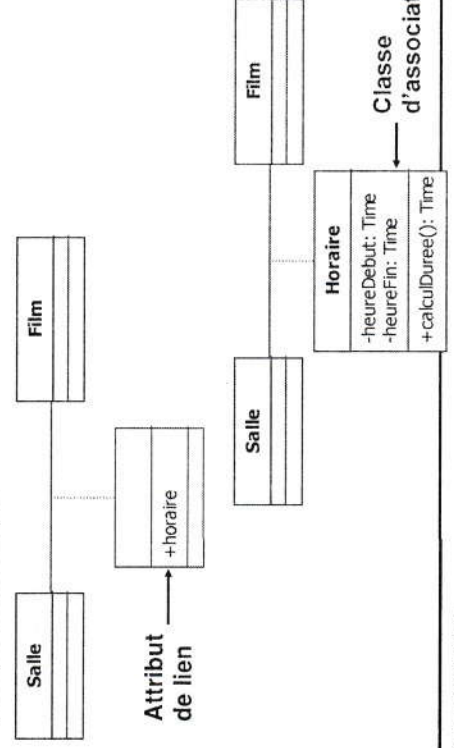 Film
Salle
+horaire
Attribut
de lien
Film
Salle
Horaire
-heureDebut: Time
-heureFin: Time
+calculDuree(): Time
Classe
d'associat